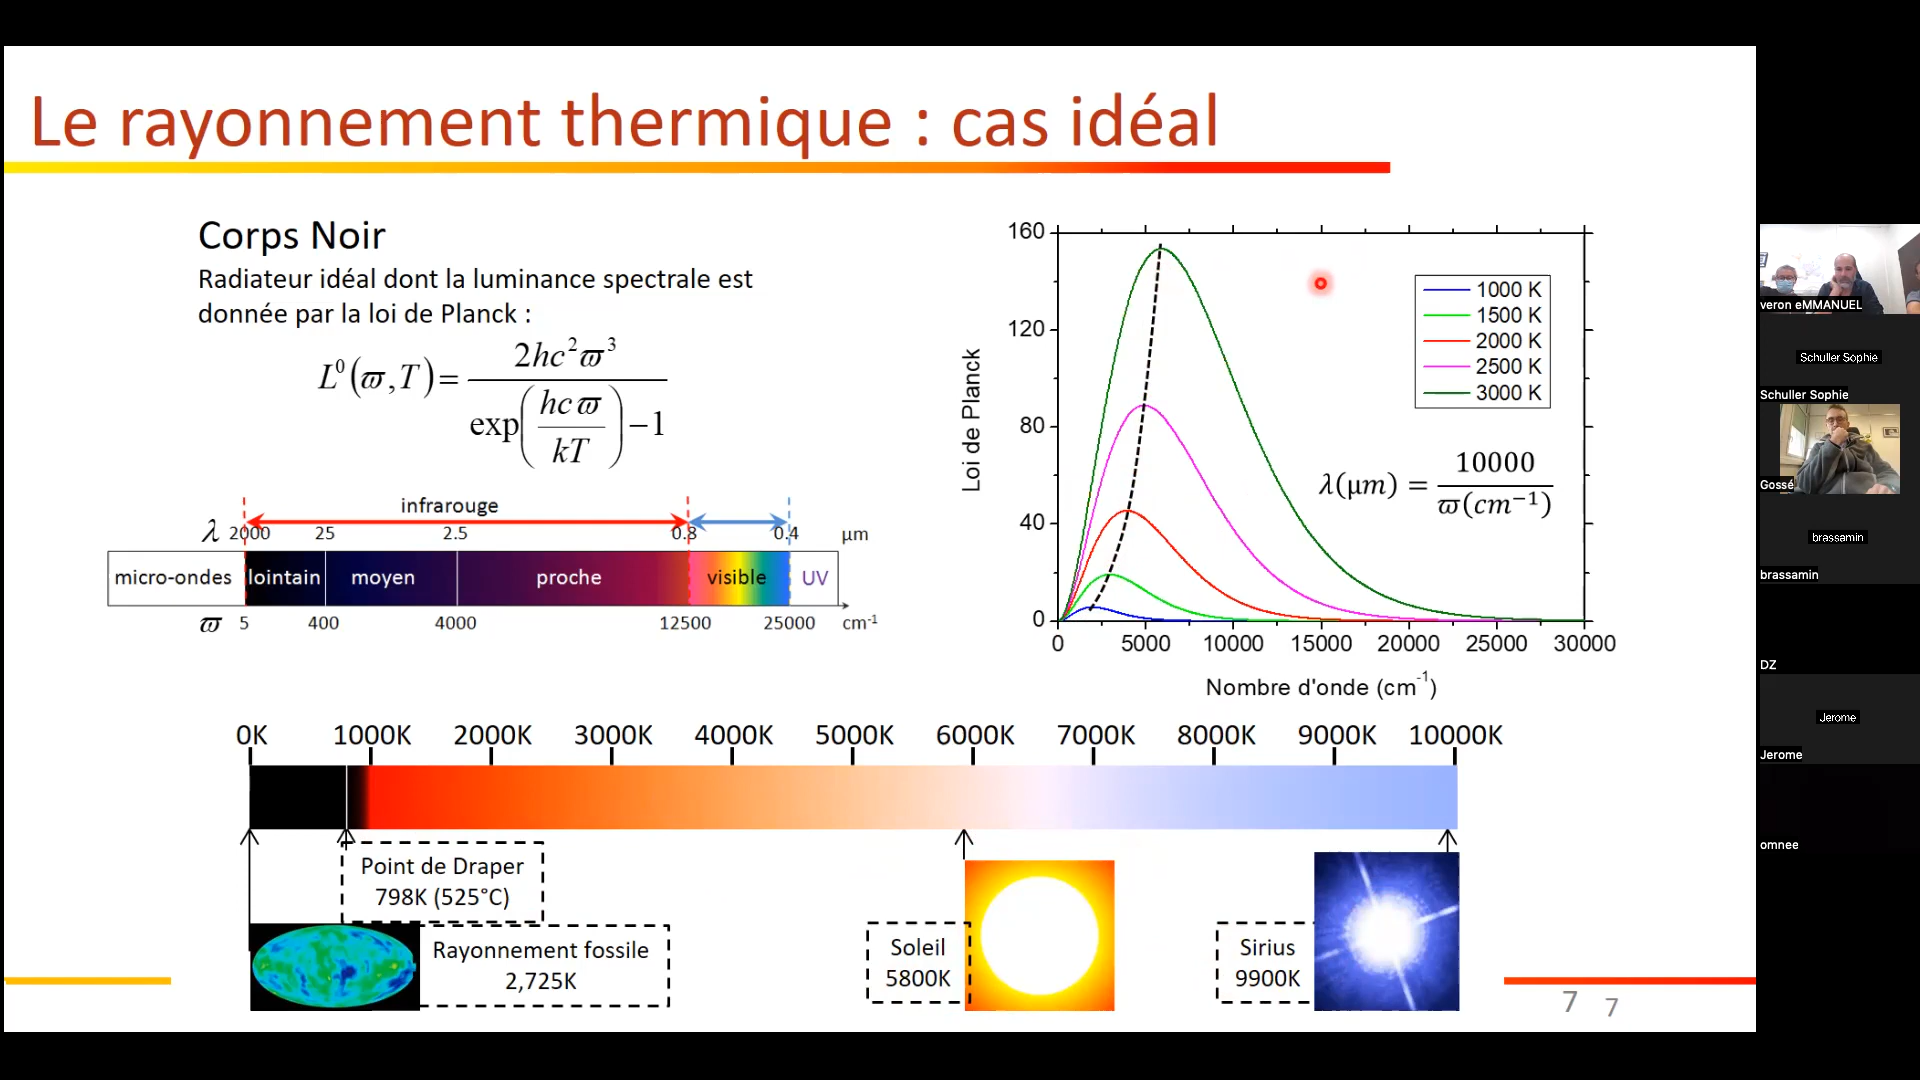 Le rayonnement thermique : cas idéal
Corps Noir
Radiateur idéal dont la luminance spectrale est
donnée par la loi de Planck :
L⁰(ϖ,T) = 2hc²ϖ³ / (exp(hcϖ / kT) − 1)
infrarouge
λ 2000 25 2.5 0.8 0.4 µm
micro-ondes lointain moyen proche visible UV
ϖ 5 400 4000 12500 25000 cm⁻¹
160
120
80
40
0
Loi de Planck
1000 K
1500 K
2000 K
2500 K
3000 K
λ(µm) = 10000 / ϖ(cm⁻¹)
0 5000 10000 15000 20000 25000 30000
Nombre d'onde (cm⁻¹)
0K 1000K 2000K 3000K 4000K 5000K 6000K 7000K 8000K 9000K 10000K
Point de Draper
798K (525°C)
Rayonnement fossile
2,725K
Soleil
5800K
Sirius
9900K
7 7
veron eMMANUEL
Schuller Sophie
Schuller Sophie
Gossé
brassamin
brassamin
DZ
Jerome
Jerome
omnee